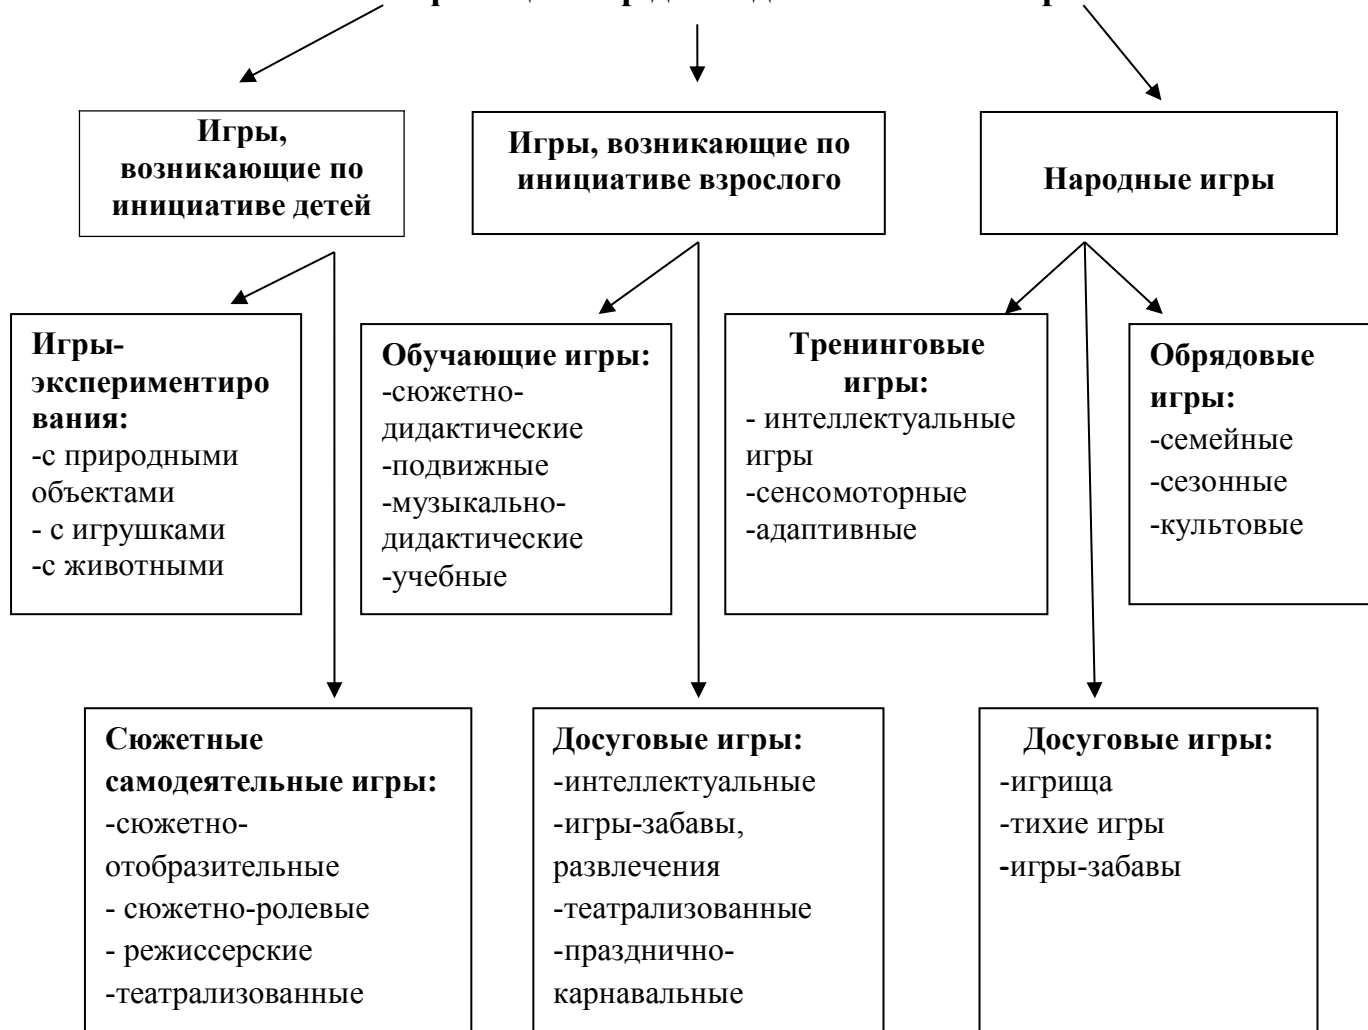 Игры,
возникающие по
инициативе детей
Игры, возникающие по
инициативе взрослого
Народные игры
Игры-
экспериментиро
вания:
-с природными
объектами
- с игрушками
-с животными
Обучающие игры:
-сюжетно-
дидактические
-подвижные
-музыкально-
дидактические
-учебные
Тренинговые
игры:
- интеллектуальные
игры
-сенсомоторные
-адаптивные
Обрядовые
игры:
-семейные
-сезонные
-культовые
Сюжетные
самодеятельные игры:
-сюжетно-
отобразительные
- сюжетно-ролевые
- режиссерские
-театрализованные
Досуговые игры:
-интеллектуальные
-игры-забавы,
развлечения
-театрализованные
-празднично-
карнавальные
Досуговые игры:
-игрища
-тихие игры
-игры-забавы